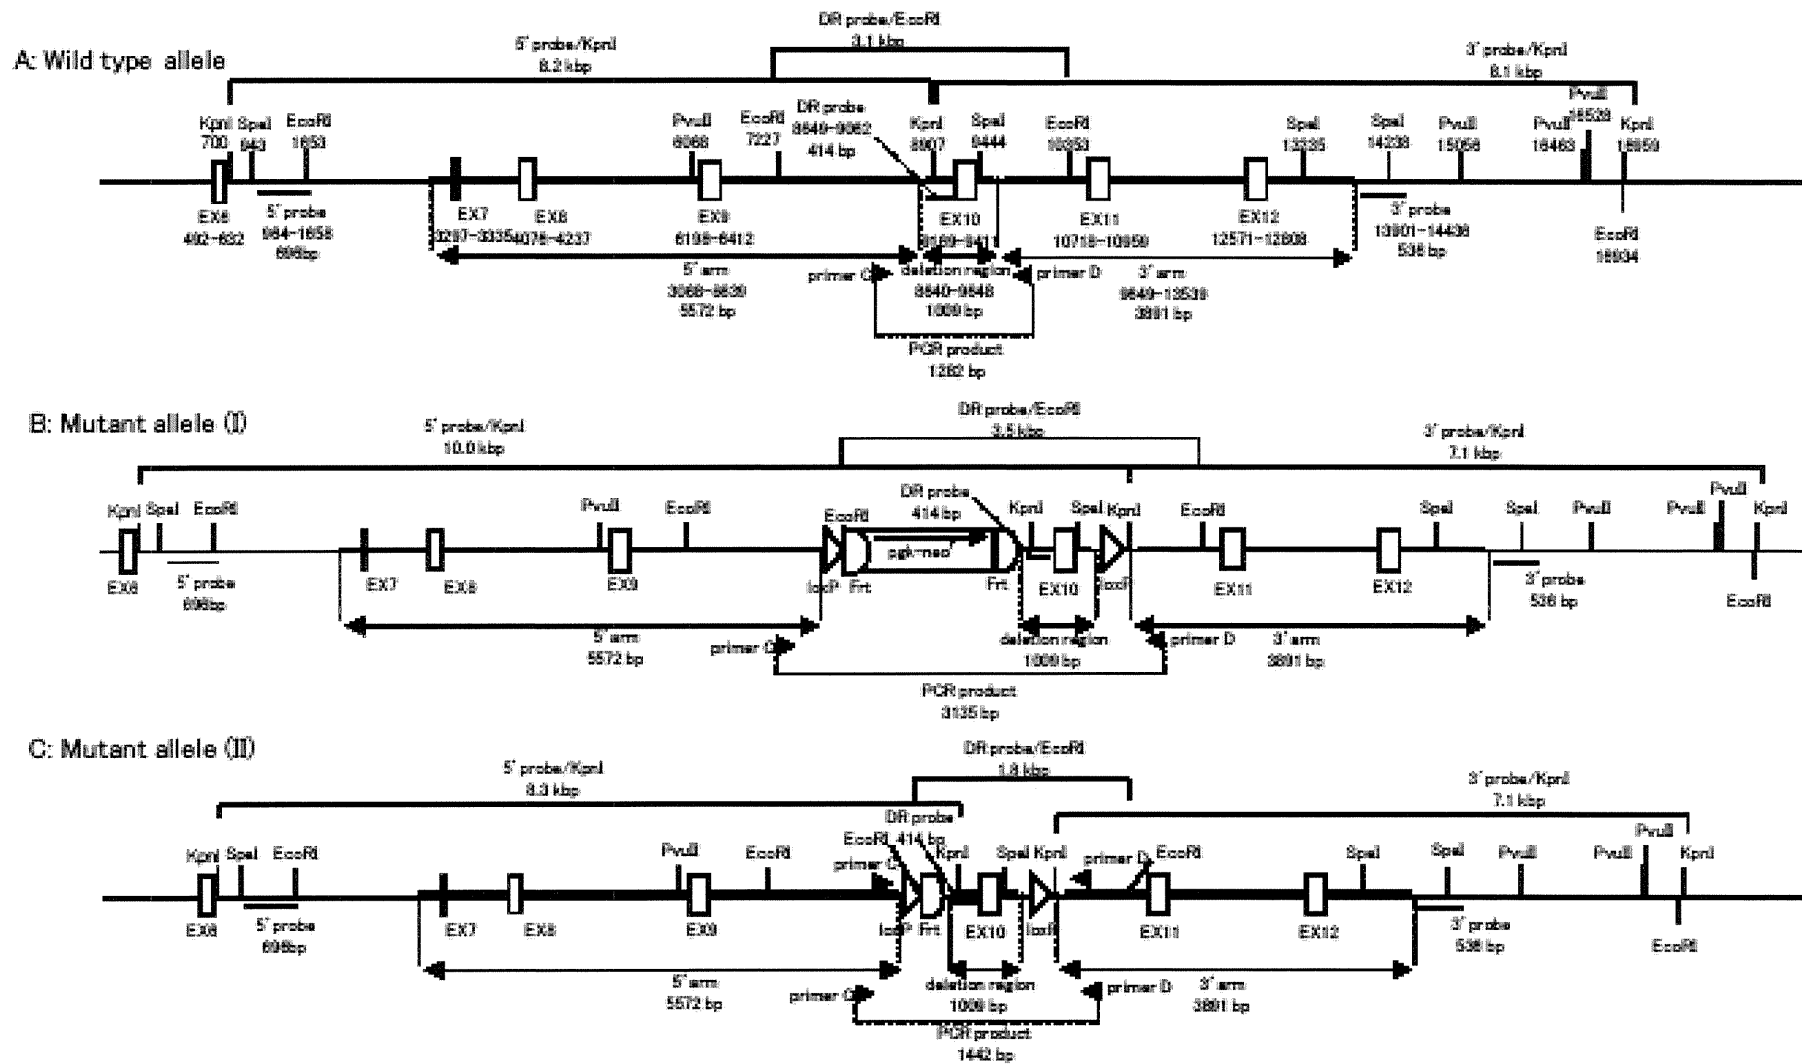 DR probe/EcoRI
3.1 kbp
5' probe/KpnI
8.2 kbp
3' probe/KpnI
8.1 kbp
A: Wild type allele
KpnI
700
SpeI
943
EcoRI
1653
PvuII
6068
EcoRI
7227
DR probe
8649-9062
414 bp
KpnI
8907
SpeI
9444
EcoRI
10353
SpeI
SpeI
14238
PvuII
15056
PvuII
16463
PvuII
KpnI
EX6
492-632
5' probe
964-1658
696bp
EX7
EX8
4076-4237
EX9
6198-6412
EX10
EX11
10718-10959
EX12
3' probe
13901-14436
536 bp
EcoRI
5' arm
5572 bp
primer C
deletion region
8640-9648
1009 bp
primer D
3' arm
9649-13539
3891 bp
PCR product
1282 bp
B: Mutant allele (I)
5' probe/KpnI
10.0 kbp
DR probe/EcoRI
3.5 kbp
3' probe/KpnI
7.1 kbp
KpnI
SpeI
EcoRI
PvuII
EcoRI
EcoRI
DR probe
414 bp
KpnI
SpeI
KpnI
EcoRI
SpeI
SpeI
PvuII
PvuII
PvuII
KpnI
pgk-neo
EX6
5' probe
696bp
EX7
EX8
EX9
loxP
Frt
Frt
EX10
loxP
EX11
EX12
3' probe
536 bp
EcoRI
5' arm
5572 bp
primer C
deletion region
1009 bp
primer D
3' arm
3891 bp
PCR product
3135 bp
C: Mutant allele (II)
5' probe/KpnI
8.3 kbp
DR probe/EcoRI
1.8 kbp
3' probe/KpnI
7.1 kbp
KpnI
SpeI
EcoRI
PvuII
EcoRI
DR probe
EcoRI
414 bp
primer C
KpnI
SpeI
KpnI
primer D
EcoRI
SpeI
SpeI
PvuII
PvuII
PvuII
KpnI
EX6
5' probe
696bp
EX7
EX8
EX9
loxP
Frt
EX10
loxP
EX11
EX12
3' probe
536 bp
EcoRI
5' arm
5572 bp
primer C
deletion region
1009 bp
primer D
3' arm
3891 bp
PCR product
1442 bp